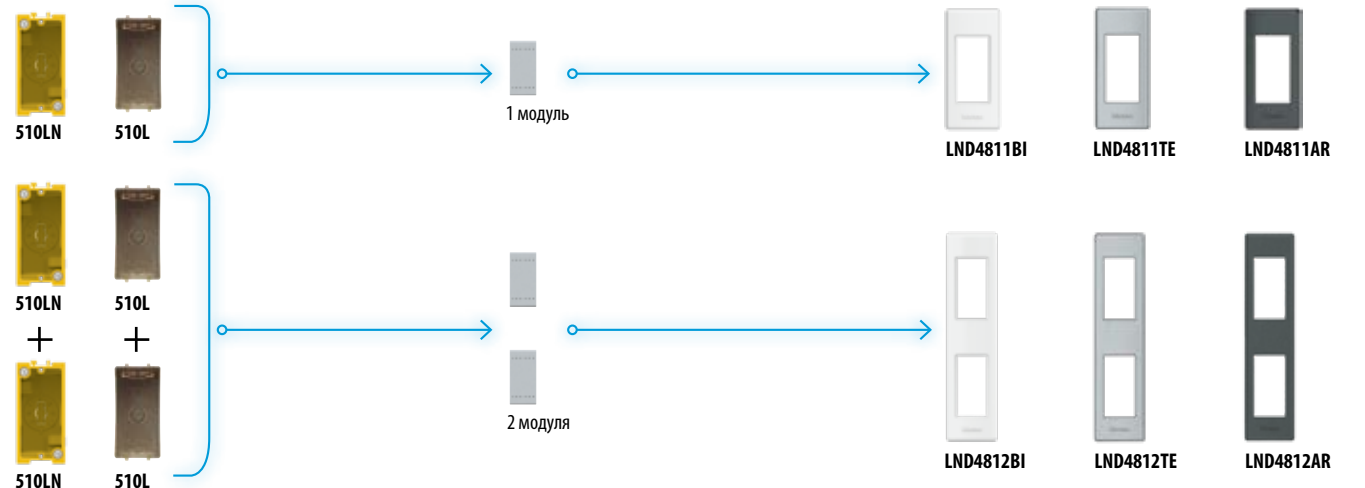 510LN 510L
1 модуль
LND4811BI LND4811TE LND4811AR
510LN 510L
+ +
510LN 510L
2 модуля
LND4812BI LND4812TE LND4812AR